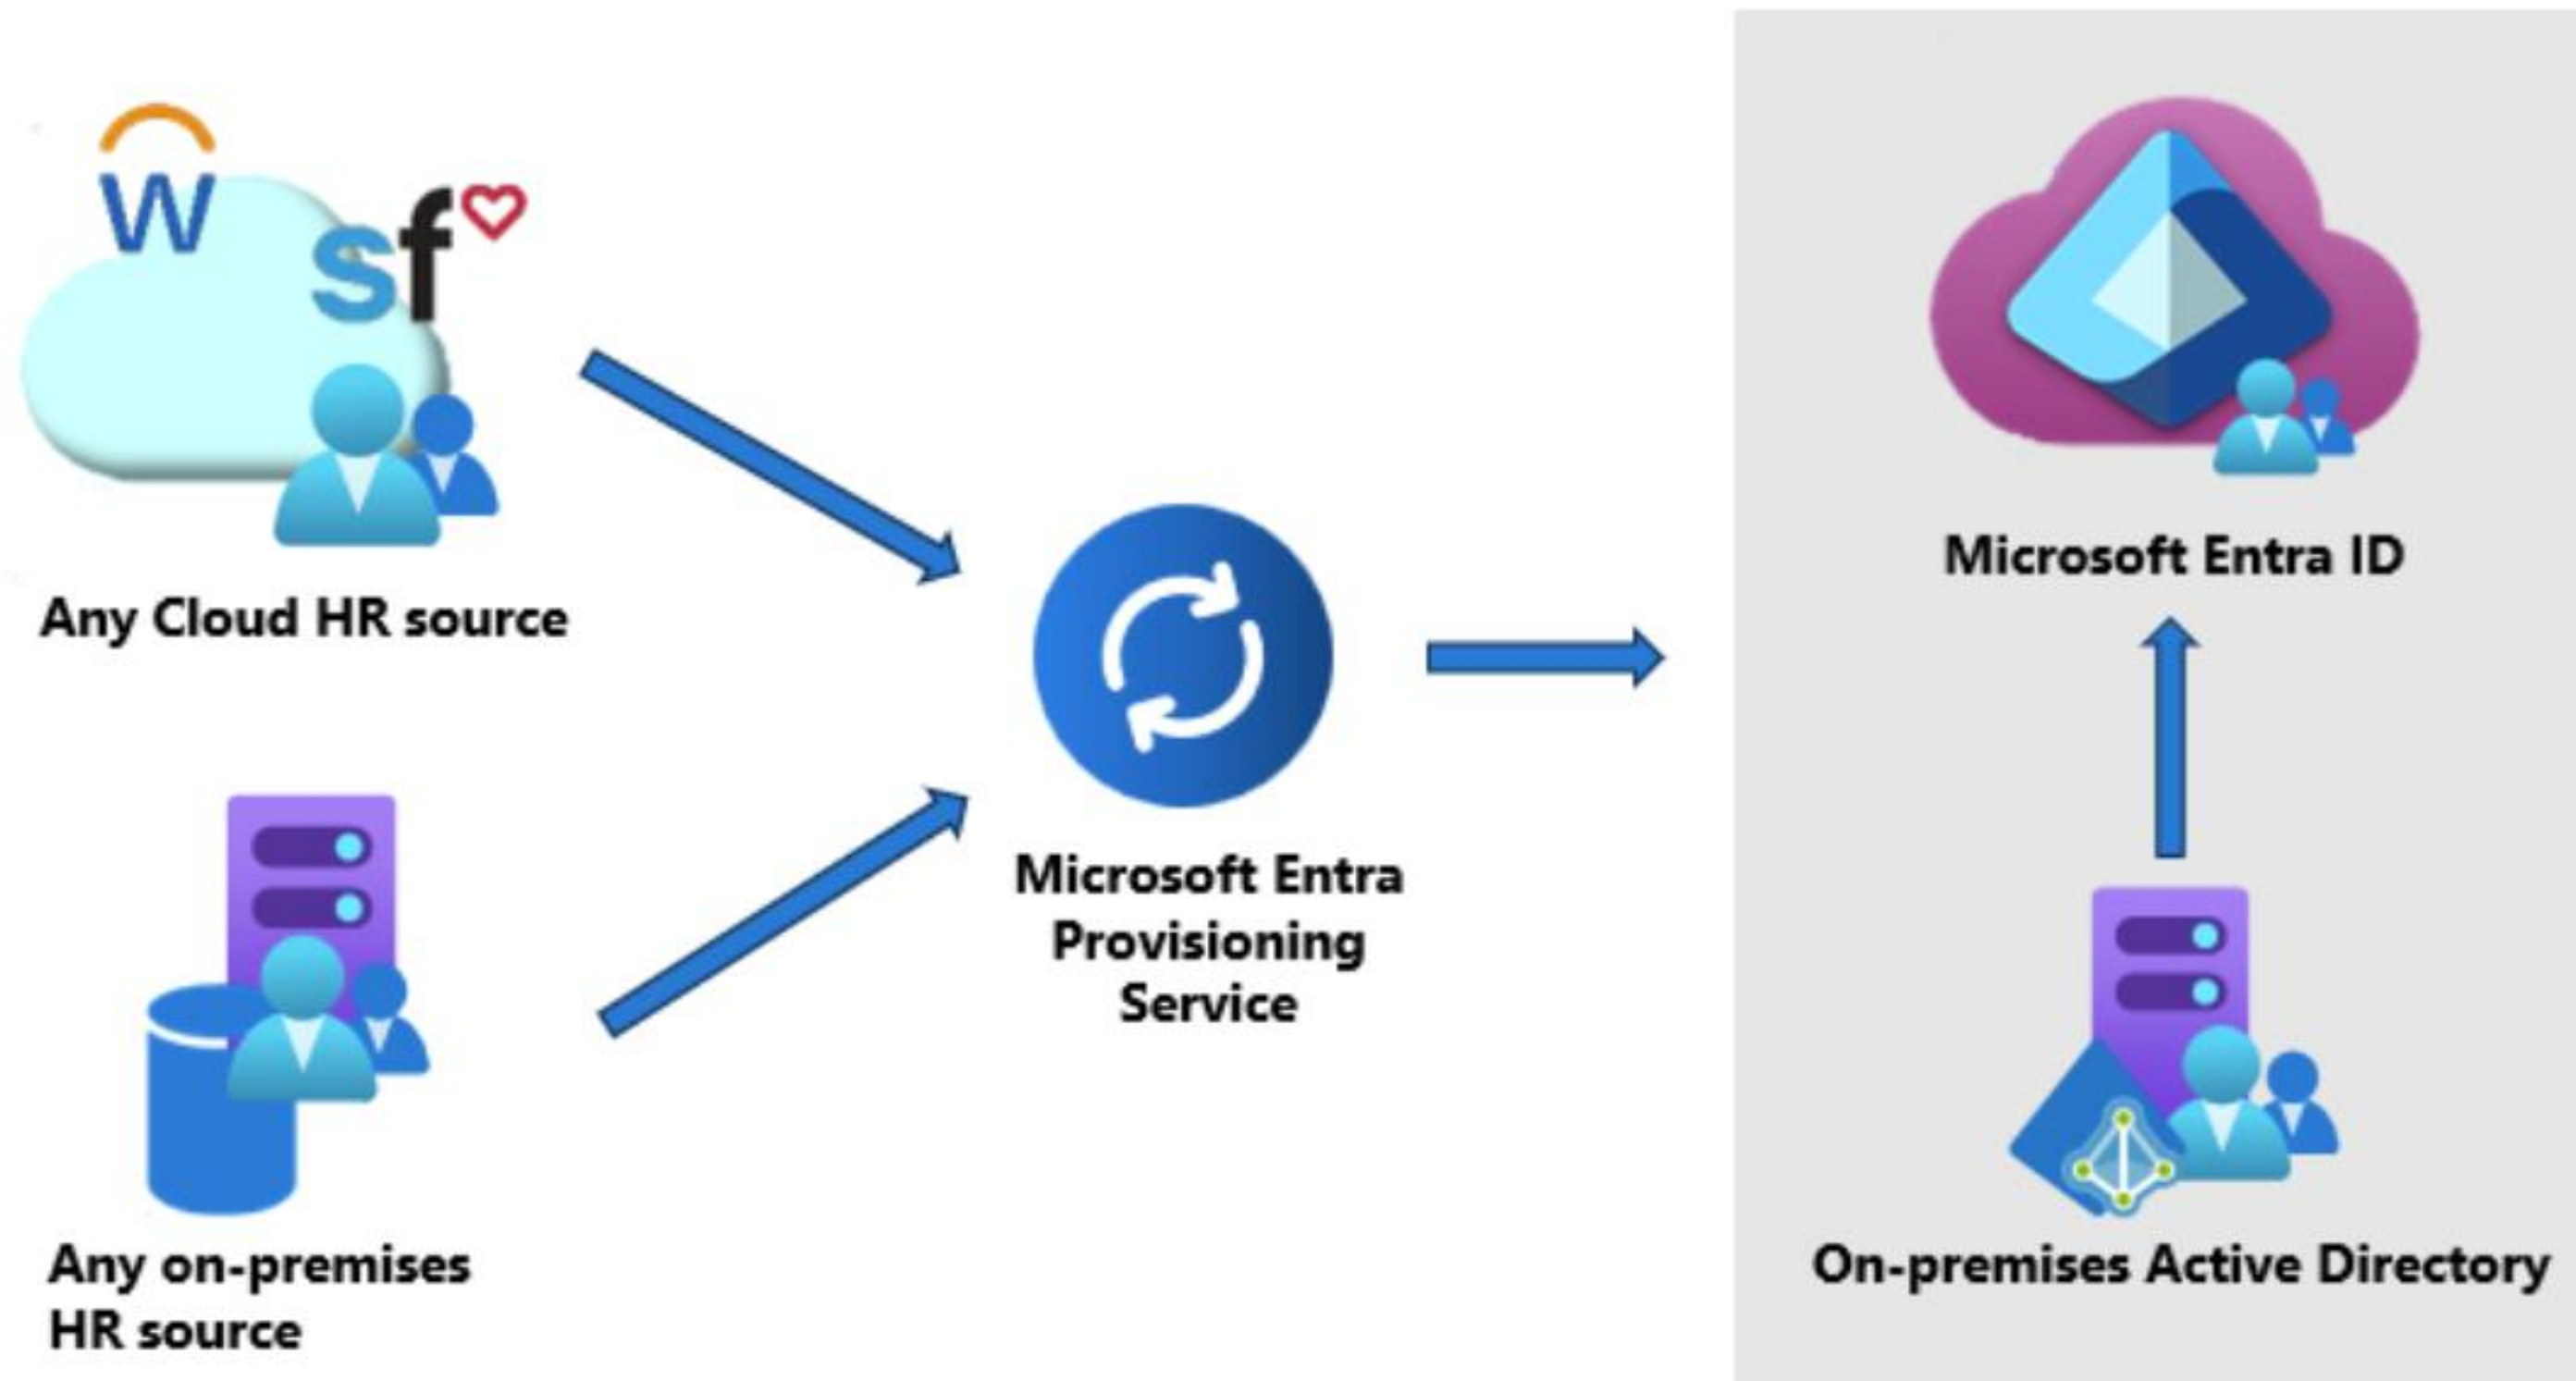 W
sf
Any Cloud HR source
Microsoft Entra ID
Microsoft Entra
Provisioning
Service
Any on-premises
HR source
On-premises Active Directory